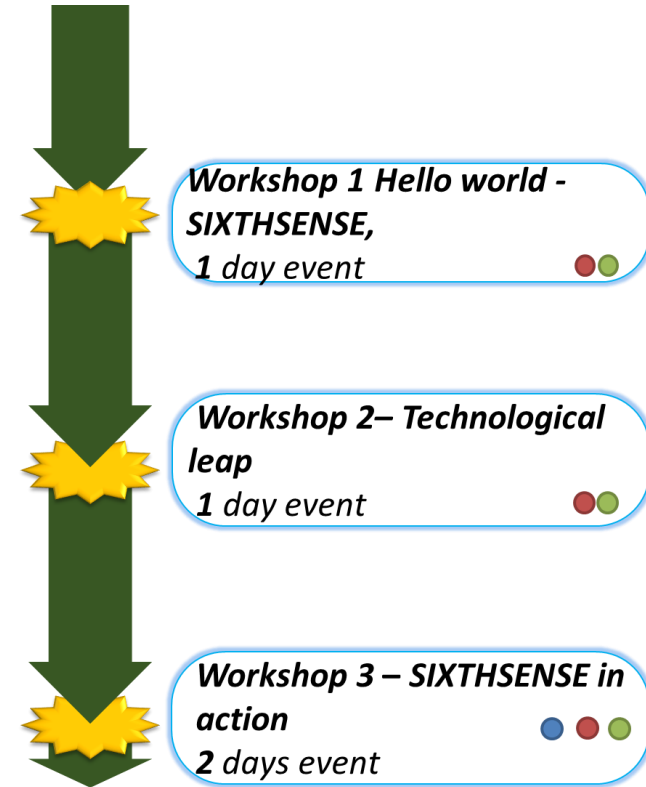 Workshop 1 Hello world -
SIXTHSENSE,
1 day event
Workshop 2– Technological
leap
1 day event
Workshop 3 – SIXTHSENSE in
action
2 days event